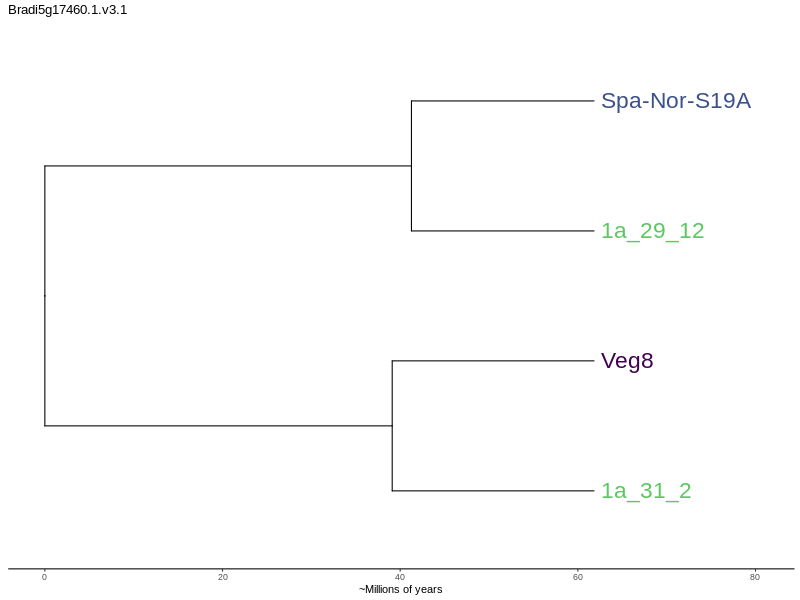 Bradi5g17460.1.v3.1
Spa-Nor-S19A
1a_29_12
Veg8
1a_31_2
0 20 40 60 80
~Millions of years